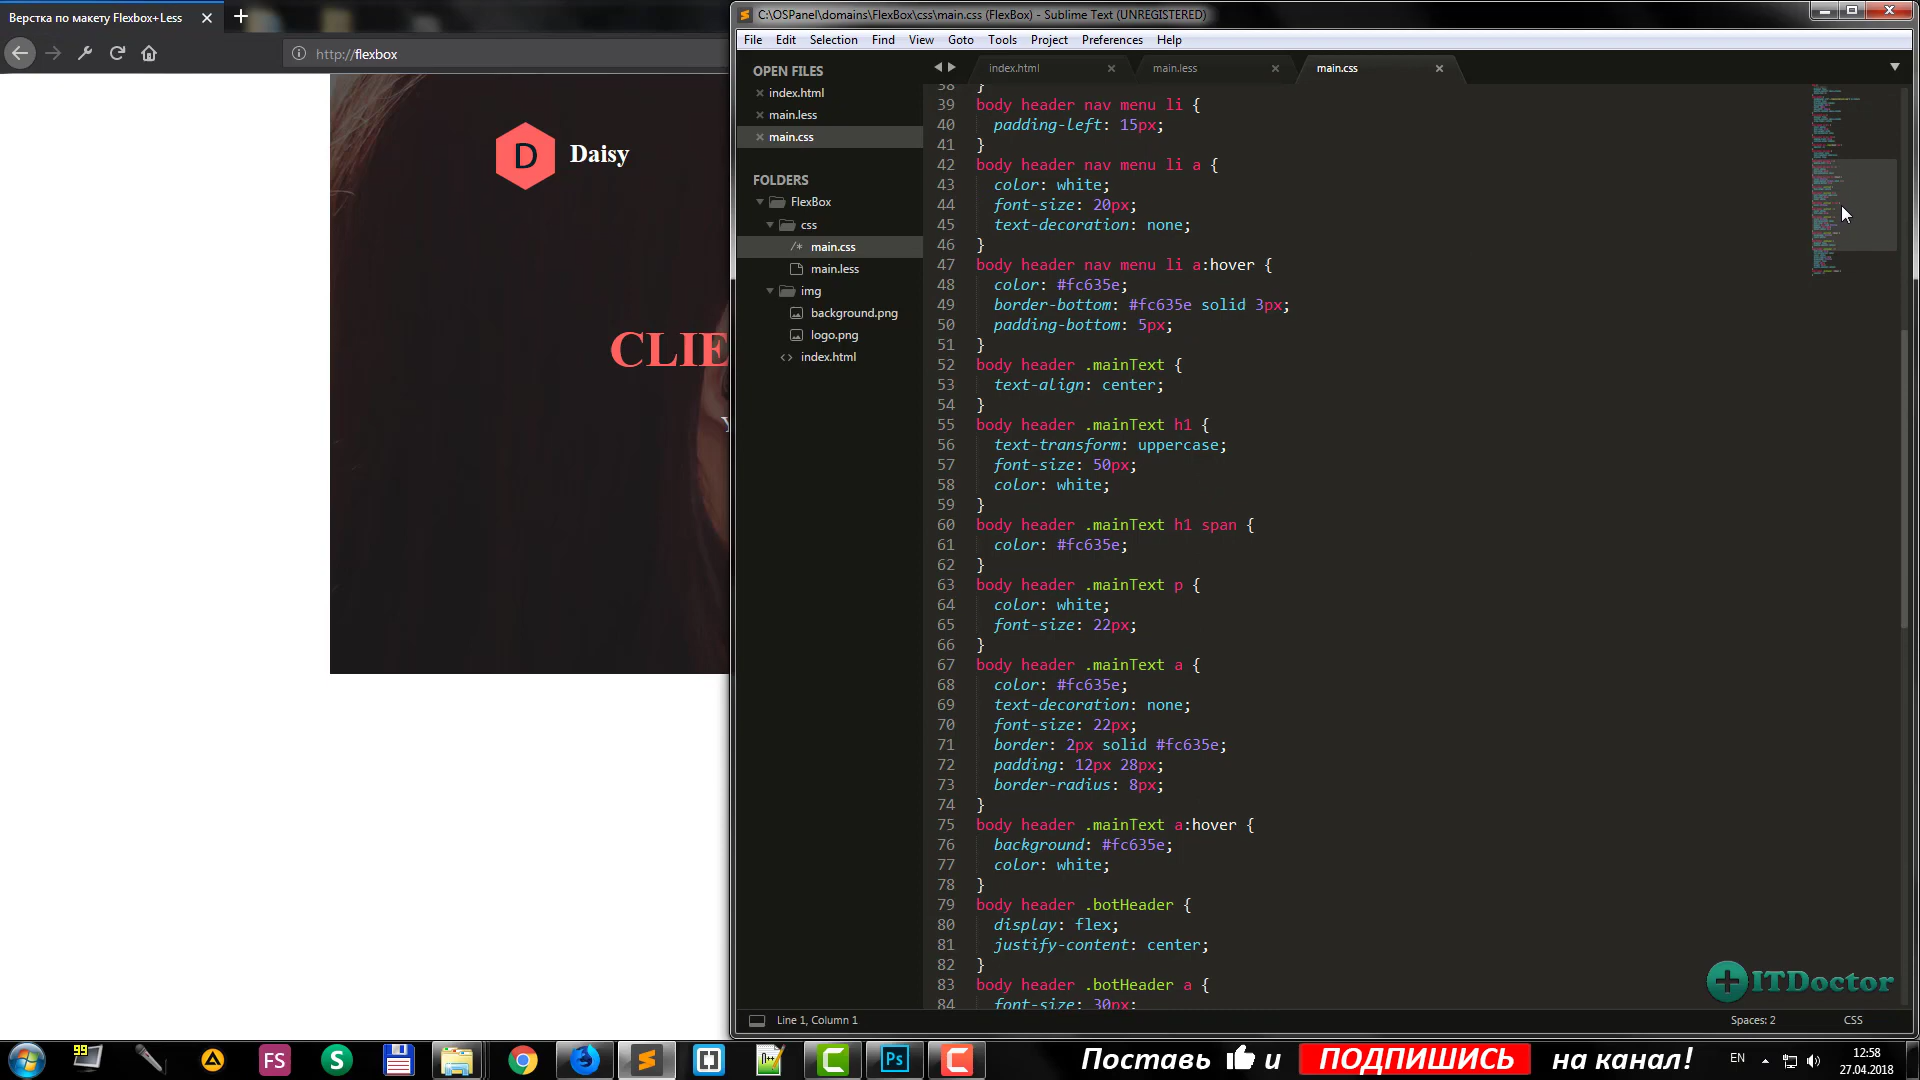 Верстка по макету Flexbox+Less
http://flexbox
D Daisy
CLIE
C:\OSPanel\domains\FlexBox\css\main.css (FlexBox) - Sublime Text (UNREGISTERED)
File Edit Selection Find View Goto Tools Project Preferences Help
OPEN FILES
index.html
main.less
main.css
FOLDERS
FlexBox
css
main.css
main.less
img
background.png
logo.png
index.html
index.html main.less main.css
38 }
39 body header nav menu li {
40 padding-left: 15px;
41 }
42 body header nav menu li a {
43 color: white;
44 font-size: 20px;
45 text-decoration: none;
46 }
47 body header nav menu li a:hover {
48 color: #fc635e;
49 border-bottom: #fc635e solid 3px;
50 padding-bottom: 5px;
51 }
52 body header .mainText {
53 text-align: center;
54 }
55 body header .mainText h1 {
56 text-transform: uppercase;
57 font-size: 50px;
58 color: white;
59 }
60 body header .mainText h1 span {
61 color: #fc635e;
62 }
63 body header .mainText p {
64 color: white;
65 font-size: 22px;
66 }
67 body header .mainText a {
68 color: #fc635e;
69 text-decoration: none;
70 font-size: 22px;
71 border: 2px solid #fc635e;
72 padding: 12px 28px;
73 border-radius: 8px;
74 }
75 body header .mainText a:hover {
76 background: #fc635e;
77 color: white;
78 }
79 body header .botHeader {
80 display: flex;
81 justify-content: center;
82 }
83 body header .botHeader a {
84 font-size: 30px;
ITDoctor
Line 1, Column 1
Spaces: 2 CSS
99 FS S Ps
Поставь и ПОДПИШИСЬ на канал!
EN
12:58
27.04.2018